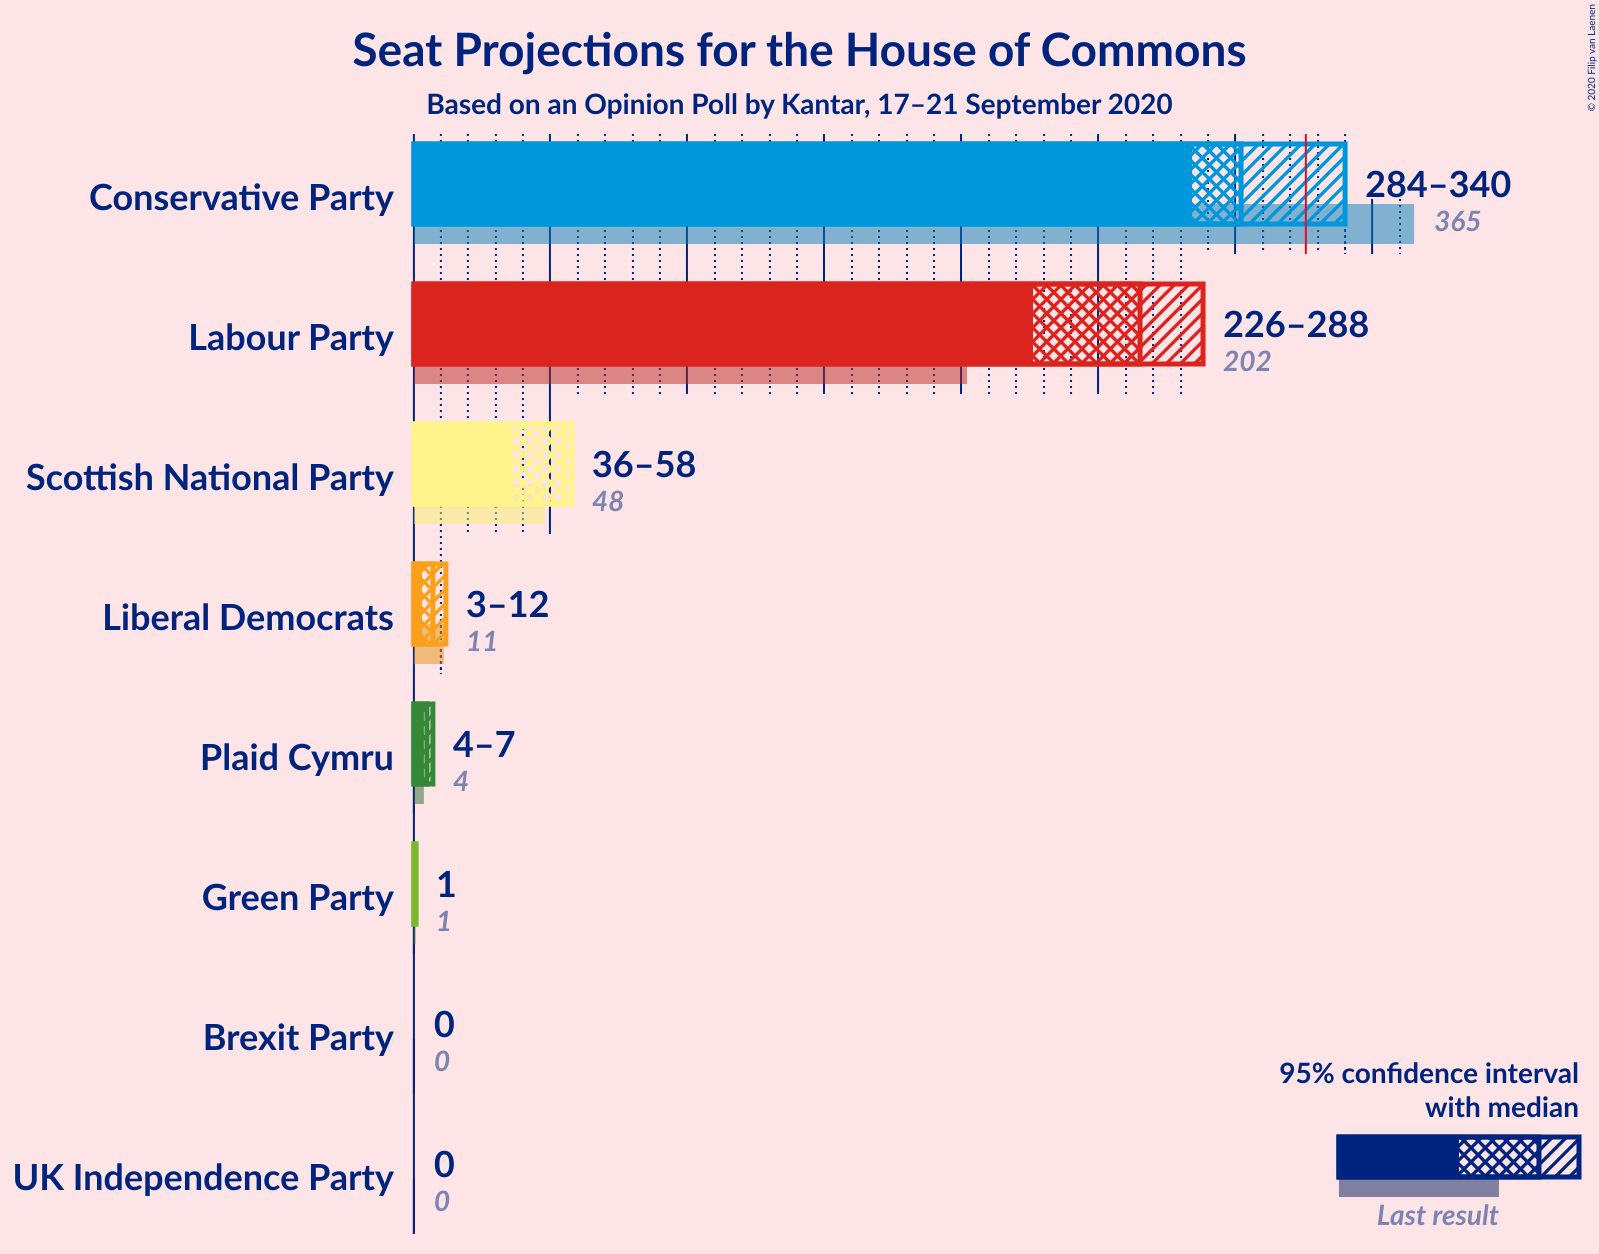 Seat Projections for the House of Commons
Based on an Opinion Poll by Kantar, 17–21 September 2020
© 2020 Filip van Laenen
Conservative Party
284–340
365
Labour Party
226–288
202
Scottish National Party
36–58
48
Liberal Democrats
3–12
11
Plaid Cymru
4–7
4
Green Party
1
1
Brexit Party
0
0
UK Independence Party
0
0
95% confidence interval
with median
Last result